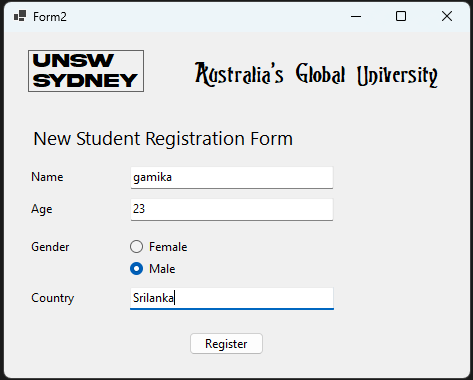 Form2
UNSW
SYDNEY
Australia's Global University
New Student Registration Form
Name gamika
Age 23
Gender Female
Male
Country Srilanka
Register